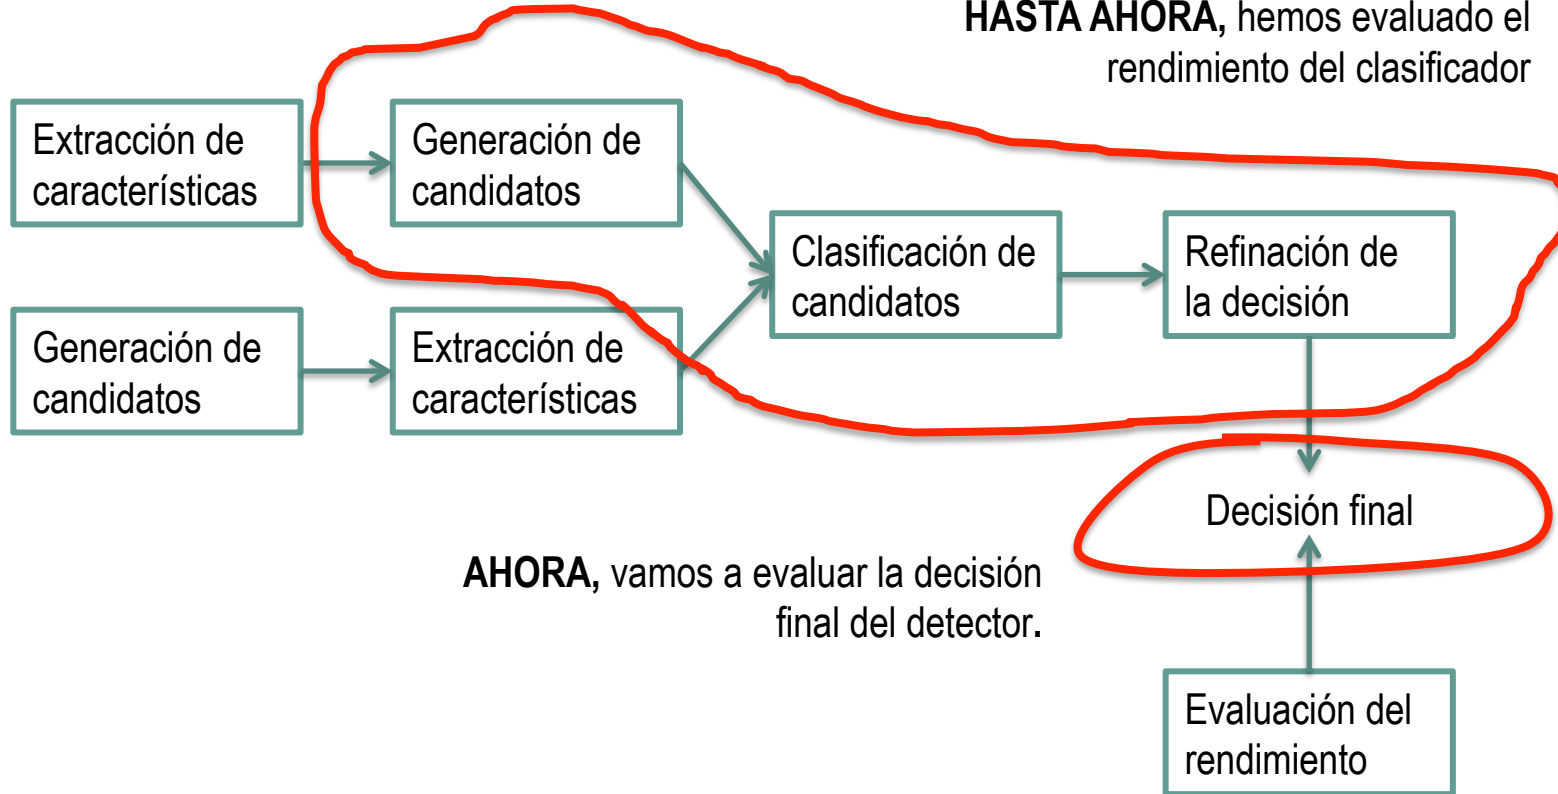 HASTA AHORA, hemos evaluado el
rendimiento del clasificador
Extracción de
características
Generación de
candidatos
Clasificación de
candidatos
Refinación de
la decisión
Generación de
candidatos
Extracción de
características
Decisión final
AHORA, vamos a evaluar la decisión
final del detector.
Evaluación del
rendimiento